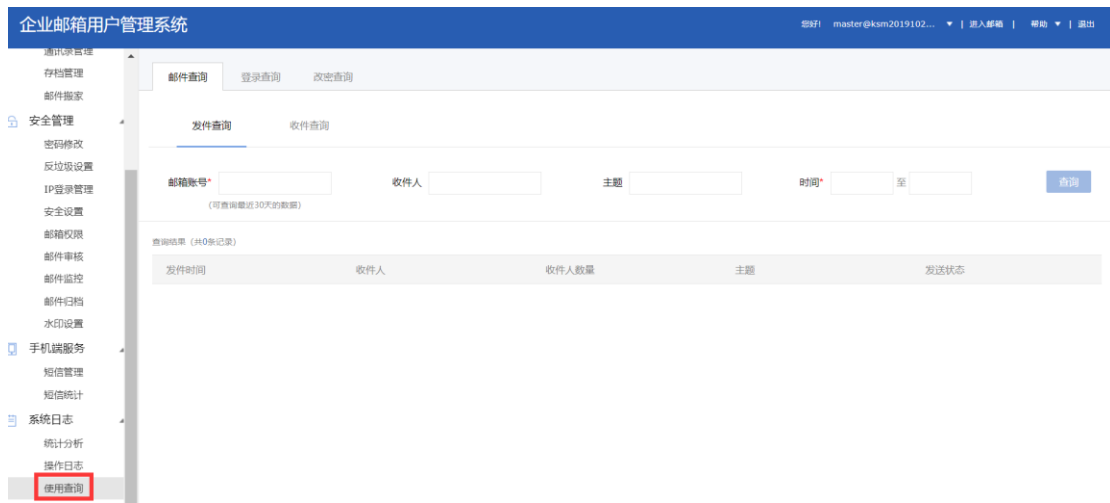 企业邮箱用户管理系统
您好! master@ksm2019102... ▼ | 进入邮箱 | 帮助 ▼ | 退出
通讯录管理
存档管理
邮件搬家
安全管理
密码修改
反垃圾设置
IP登录管理
安全设置
邮箱权限
邮件审核
邮件监控
邮件归档
水印设置
手机端服务
短信管理
短信统计
系统日志
统计分析
操作日志
使用查询
邮件查询 登录查询 改密查询
发件查询 收件查询
邮箱账号* 收件人 主题 时间* 至 查询
(可查询最近30天的数据)
查询结果 (共0条记录)
发件时间 收件人 收件人数量 主题 发送状态